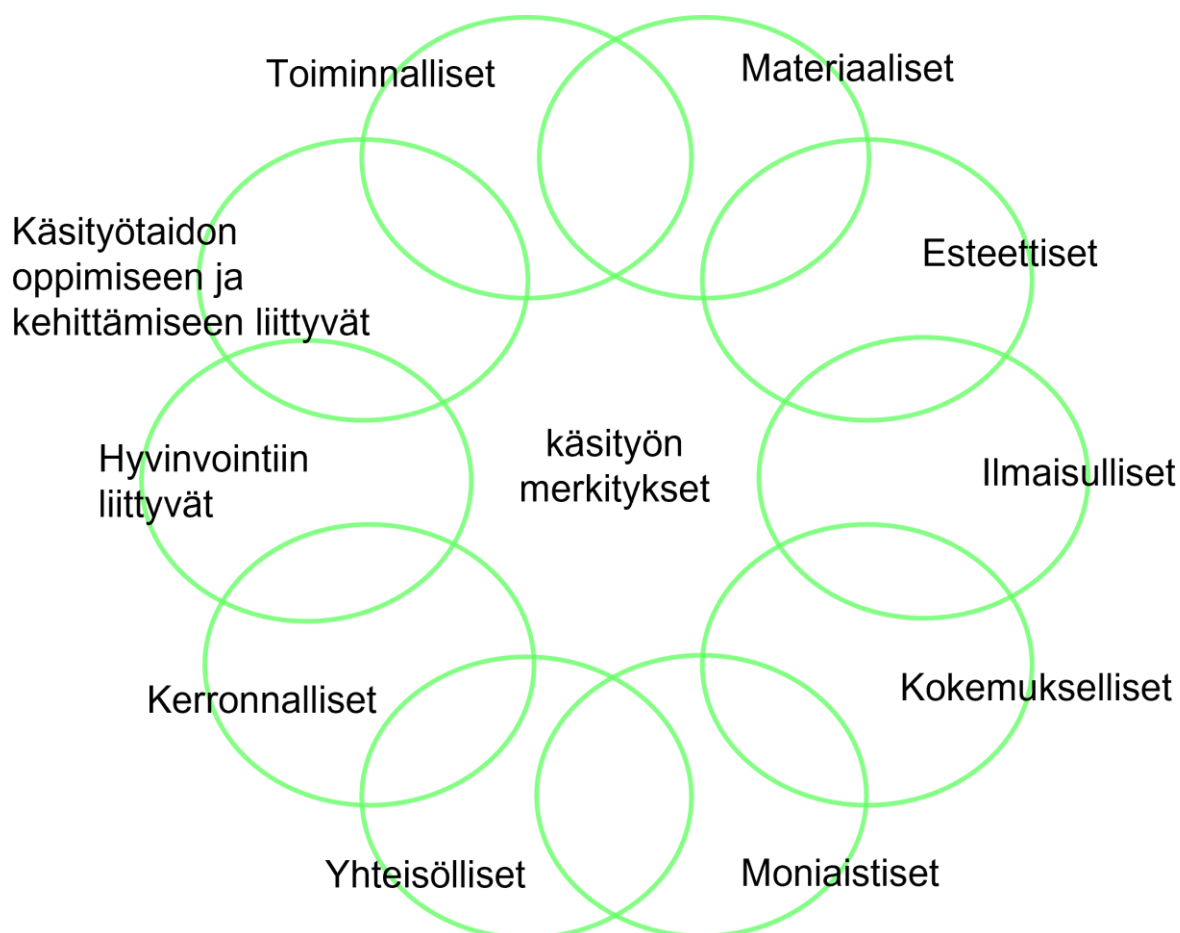 Toiminnalliset
Materiaaliset
Käsityötaidon
oppimiseen ja
kehittämiseen liittyvät
Esteettiset
käsityön
merkitykset
Hyvinvointiin
liittyvät
Ilmaisulliset
Kerronnalliset
Kokemukselliset
Yhteisölliset
Moniaistiset